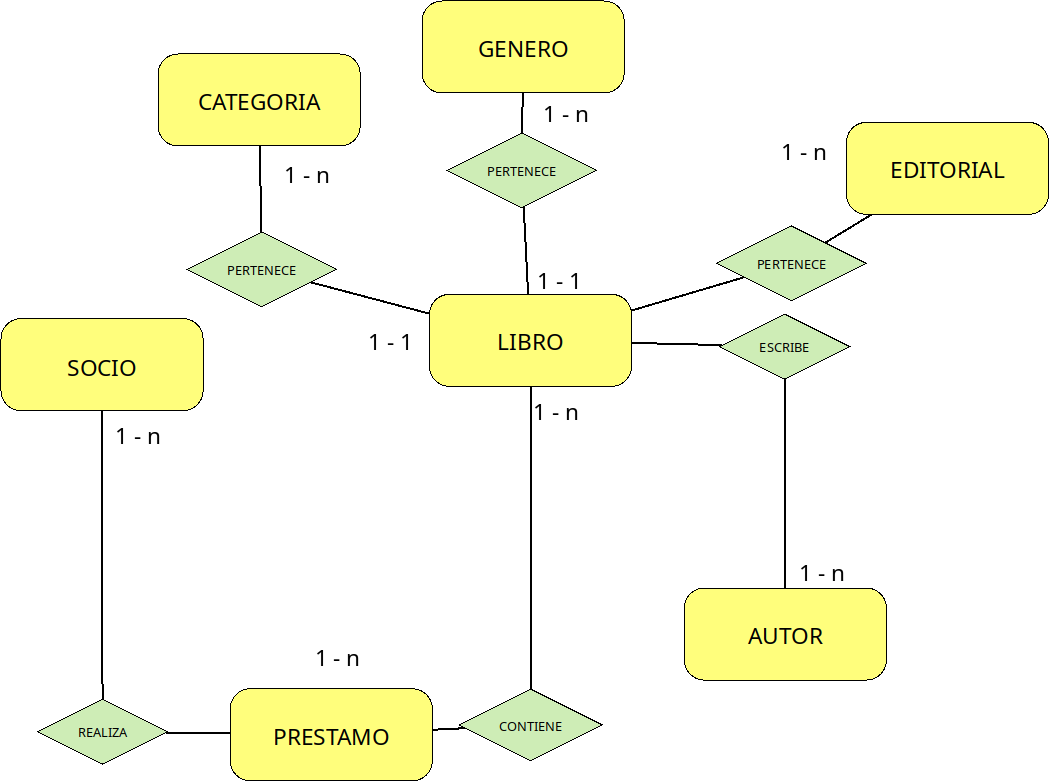 GENERO
CATEGORIA
1 - n
1 - n
EDITORIAL
PERTENECE
1 - n
PERTENECE
PERTENECE
1 - 1
LIBRO
1 - 1
ESCRIBE
SOCIO
1 - n
1 - n
1 - n
AUTOR
1 - n
REALIZA
PRESTAMO
CONTIENE